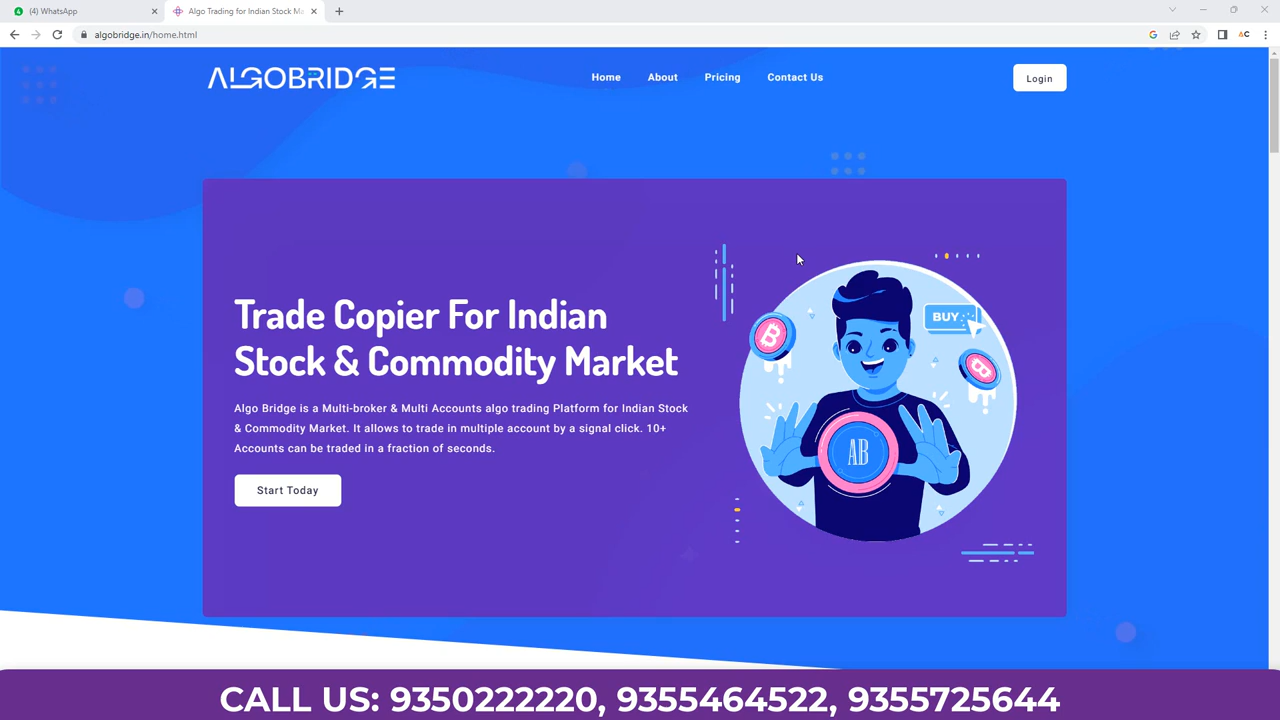 (4) WhatsApp
Algo Trading for Indian Stock Ma
algobridge.in/home.html
ALGOBRIDGE
Home
About
Pricing
Contact Us
Login
Trade Copier For Indian
Stock & Commodity Market
Algo Bridge is a Multi-broker & Multi Accounts algo trading Platform for Indian Stock
& Commodity Market. It allows to trade in multiple account by a signal click. 10+
Accounts can be traded in a fraction of seconds.
Start Today
BUY
AB
CALL US: 9350222220, 9355464522, 9355725644